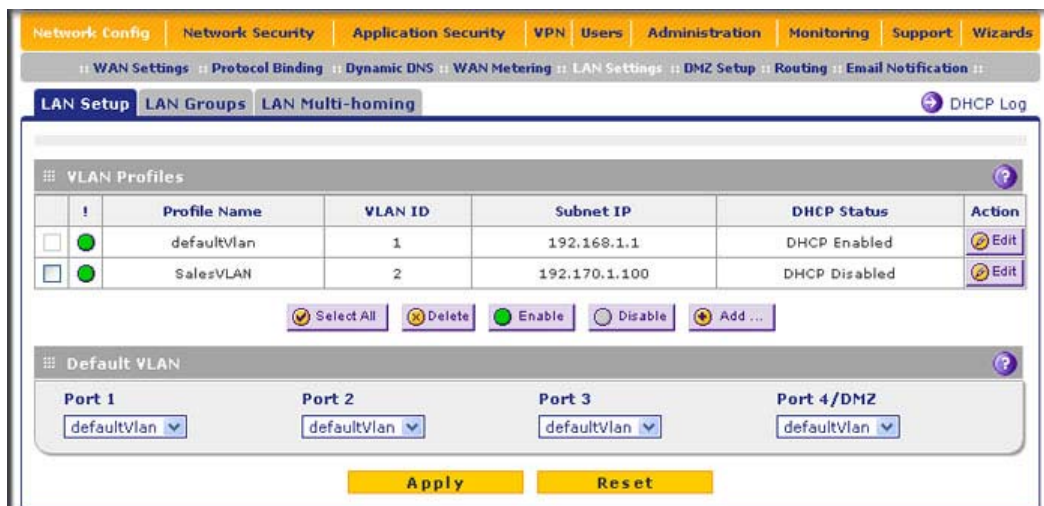 Network Config Network Security Application Security VPN Users Administration Monitoring Support Wizards
:: WAN Settings :: Protocol Binding :: Dynamic DNS :: WAN Metering :: LAN Settings :: DMZ Setup :: Routing :: Email Notification ::
LAN Setup LAN Groups LAN Multi-homing DHCP Log
VLAN Profiles ?
! Profile Name VLAN ID Subnet IP DHCP Status Action
defaultVlan 1 192.168.1.1 DHCP Enabled Edit
SalesVLAN 2 192.170.1.100 DHCP Disabled Edit
Select All Delete Enable Disable Add ...
Default VLAN ?
Port 1 Port 2 Port 3 Port 4/DMZ
defaultVlan defaultVlan defaultVlan defaultVlan
Apply Reset